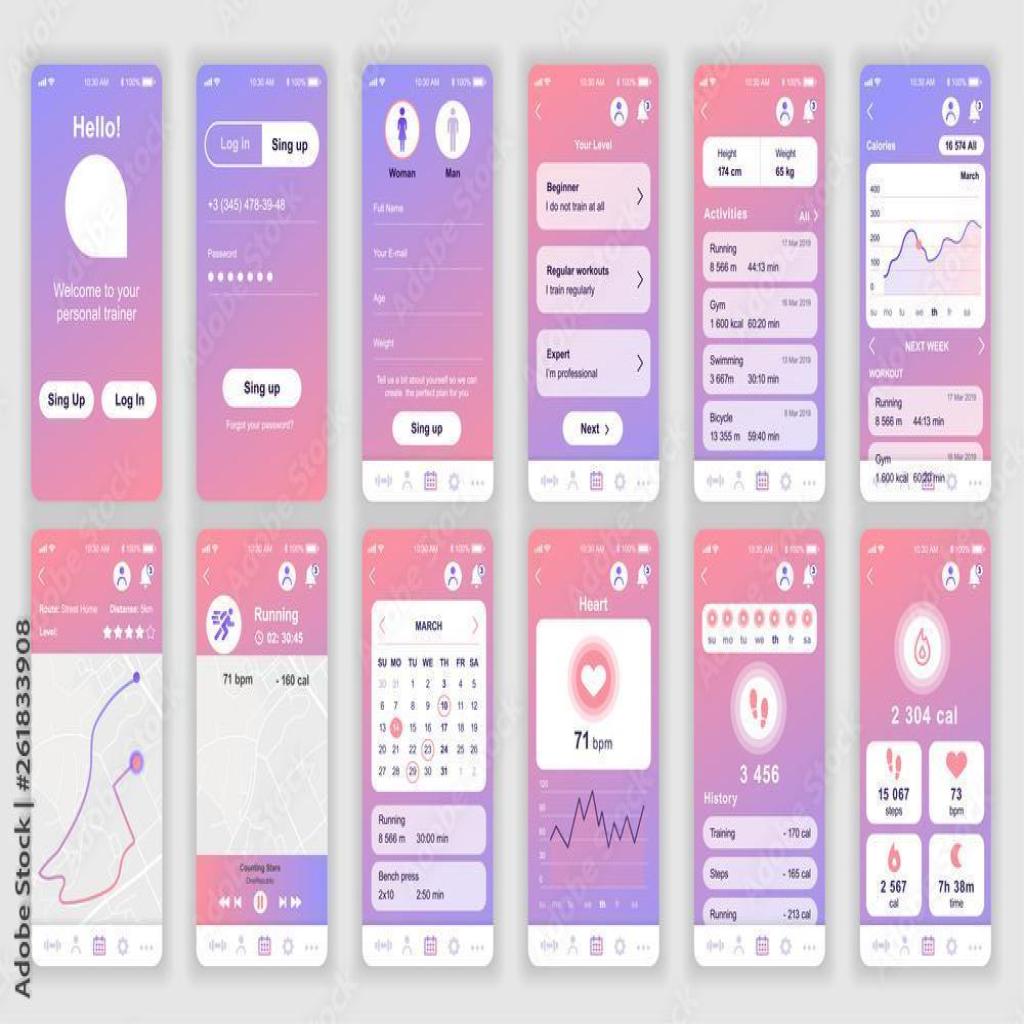 10:30 AM 100%
Hello!
Welcome to your
personal trainer
Sing Up Log In
10:30 AM 100%
Log In Sing up
+3 (345) 478-39-48
Password
Sing up
Forgot your password?
10:30 AM 100%
Woman Man
Full Name
Your E-mail
Age
Weight
Tell us a bit about yourself so we can
create the perfect plan for you
Sing up
10:30 AM 100%
3
Your Level
Beginner
I do not train at all
Regular workouts
I train regularly
Expert
I'm professional
Next
10:30 AM 100%
3
Height Weight
174 cm 65 kg
Activities All
17 Mar 2019
Running
8 566 m 44:13 min
16 Mar 2019
Gym
1 600 kcal 60:20 min
13 Mar 2019
Swimming
3 667m 30:10 min
8 Mar 2019
Bicycle
13 355 m 59:40 min
10:30 AM 100%
3
Calories 16 574 All
March
400
300
200
100
0
su mo tu we th fr sa
NEXT WEEK
WORKOUT
17 Mar 2019
Running
8 566 m 44:13 min
16 Mar 2019
Gym
1 600 kcal 60:20 min
10:30 AM 100%
3
Route: Street Home Distanse: 5km
Level:
10:30 AM 100%
3
Running
02: 30:45
71 bpm - 160 cal
Counting Stars
OneRepublic
10:30 AM 100%
3
MARCH
SU MO TU WE TH FR SA
30 31 1 2 3 4 5
6 7 8 9 10 11 12
13 14 15 16 17 18 19
20 21 22 23 24 25 26
27 28 29 30 31 1 2
Running
8 566 m 30:00 min
Bench press
2x10 2:50 min
10:30 AM 100%
3
Heart
71 bpm
120
90
60
30
0
su mo tu we th fr sa
10:30 AM 100%
3
su mo tu we th fr sa
3 456
History
Training - 170 cal
Steps - 165 cal
Running - 213 cal
10:30 AM 100%
3
2 304 cal
15 067
steps
73
bpm
2 567
cal
7h 38m
time
Adobe Stock | #261833908